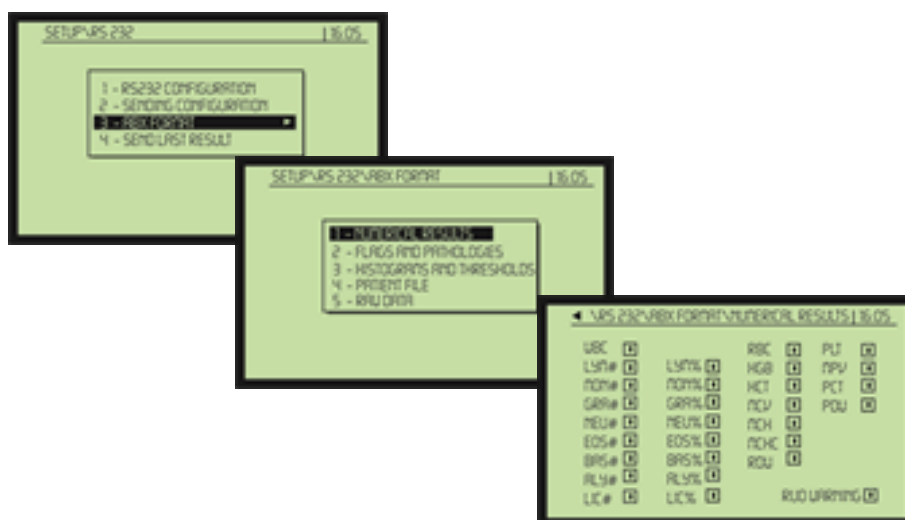 SETUP\RS 232 | 16.05
1 - RS232 CONFIGURATION
2 - SENDING CONFIGURATION
3 - ABX FORMAT
4 - SEND LAST RESULT
SETUP\RS 232\ABX FORMAT | 16.05
1 - NUMERICAL RESULTS
2 - FLAGS AND PATHOLOGIES
3 - HISTOGRAMS AND THRESHOLDS
4 - PATIENT FILE
5 - RAW DATA
\RS 232\ABX FORMAT\NUMERICAL RESULTS | 16.05
WBC RBC PLT
LYM# LYM% HGB MPV
MON# MON% HCT PCT
GRA# GRA% MCV PDW
NEU# NEU% MCH
EOS# EOS% MCHC
BAS# BAS% RDW
ALY# ALY%
LIC# LIC% WARNING